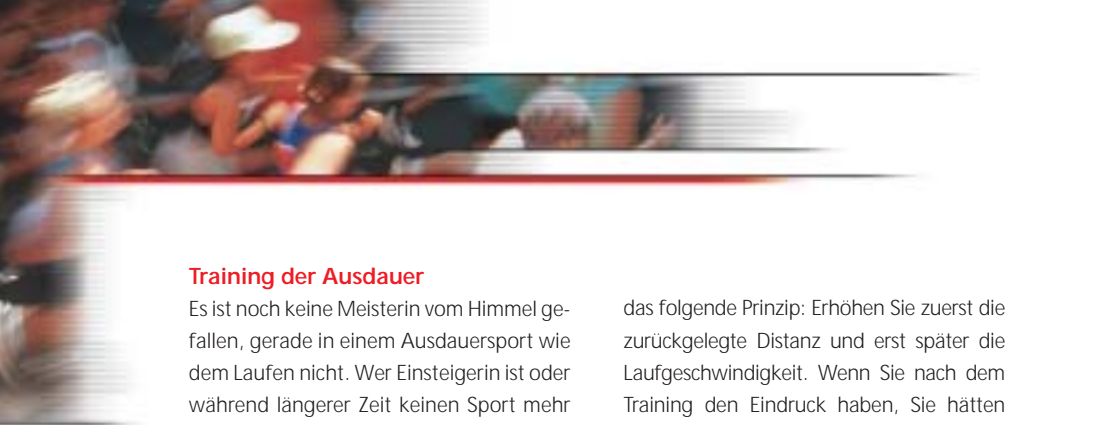 Training der Ausdauer
Es ist noch keine Meisterin vom Himmel ge-
fallen, gerade in einem Ausdauersport wie
dem Laufen nicht. Wer Einsteigerin ist oder
während längerer Zeit keinen Sport mehr
das folgende Prinzip: Erhöhen Sie zuerst die
zurückgelegte Distanz und erst später die
Laufgeschwindigkeit. Wenn Sie nach dem
Training den Eindruck haben, Sie hätten